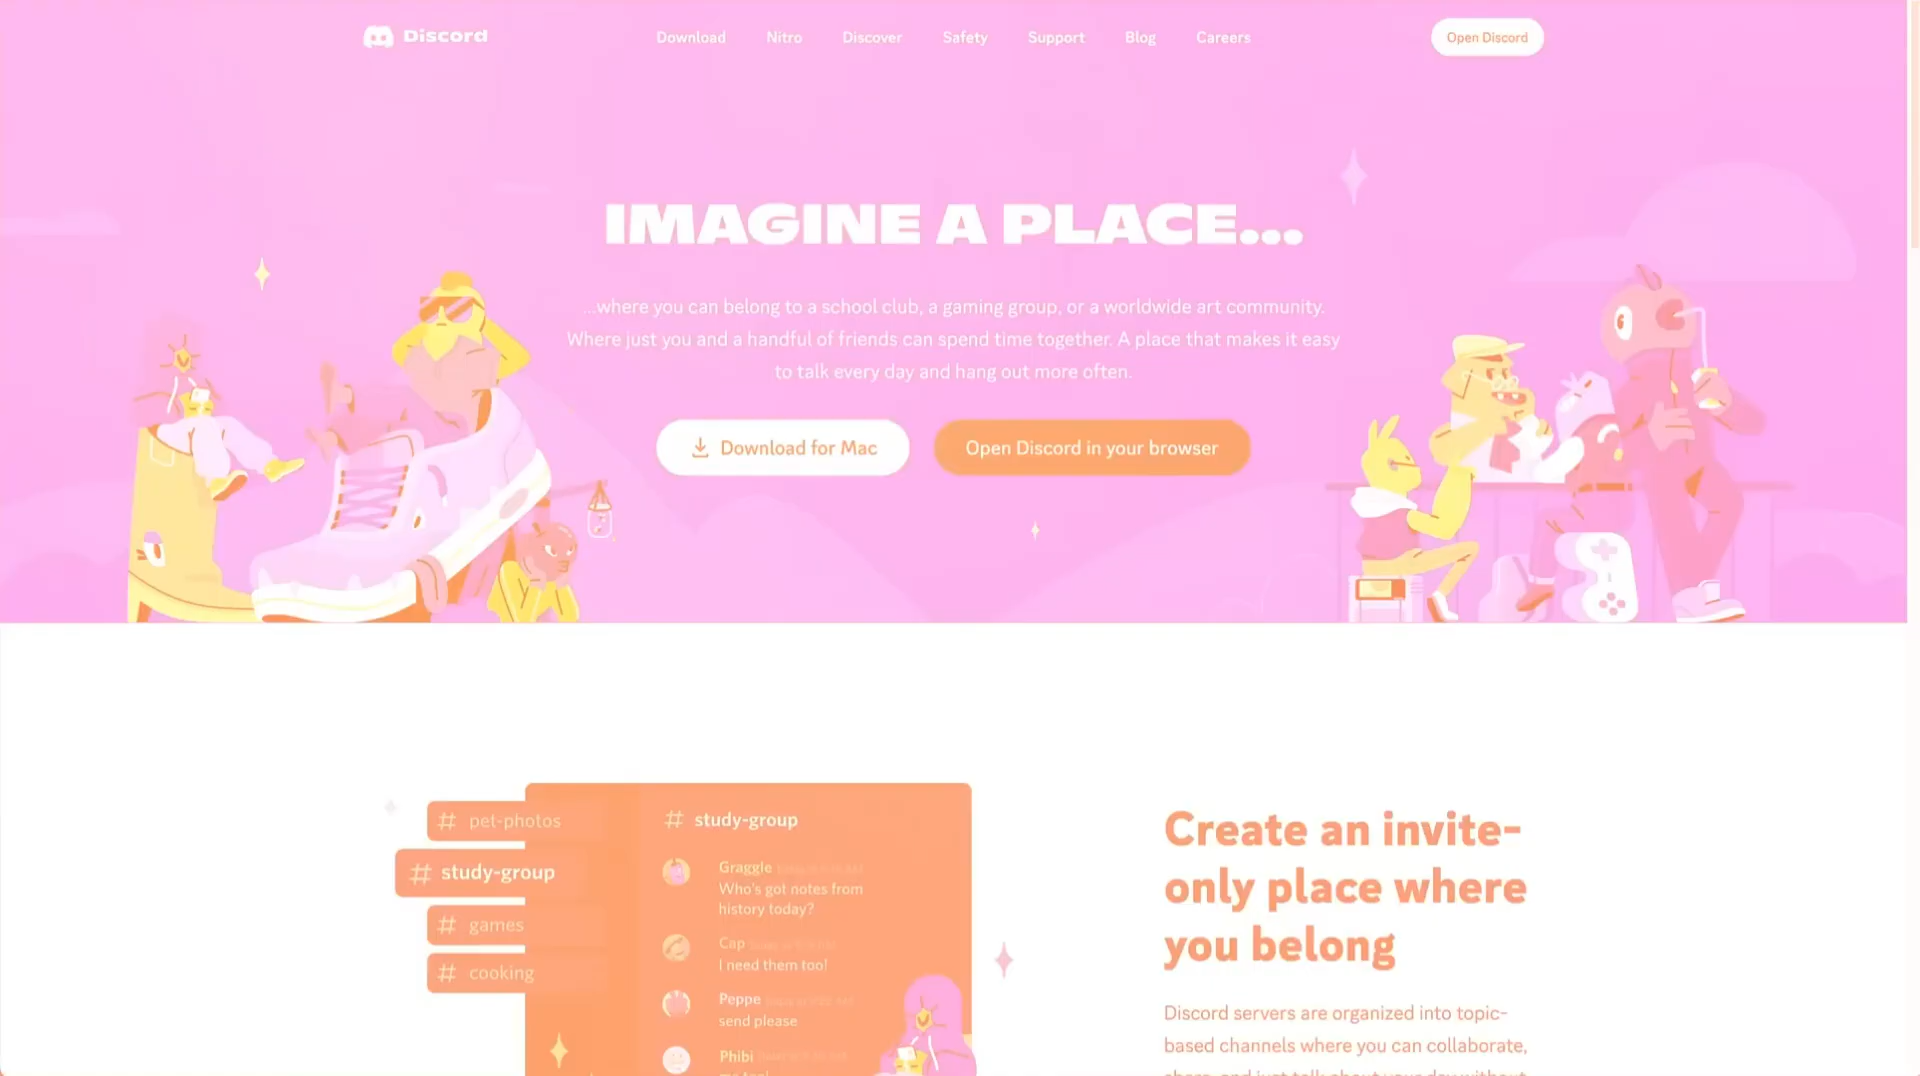 Discord
Download
Nitro
Discover
Safety
Support
Blog
Careers
Open Discord
IMAGINE A PLACE...
...where you can belong to a school club, a gaming group, or a worldwide art community.
Where just you and a handful of friends can spend time together. A place that makes it easy
to talk every day and hang out more often.
Download for Mac
Open Discord in your browser
# pet-photos
# study-group
# games
# cooking
# study-group
Graggle
Who's got notes from
history today?
Cap
I need them too!
Peppe
send please
Phibi
Create an invite-
only place where
you belong
Discord servers are organized into topic-
based channels where you can collaborate,